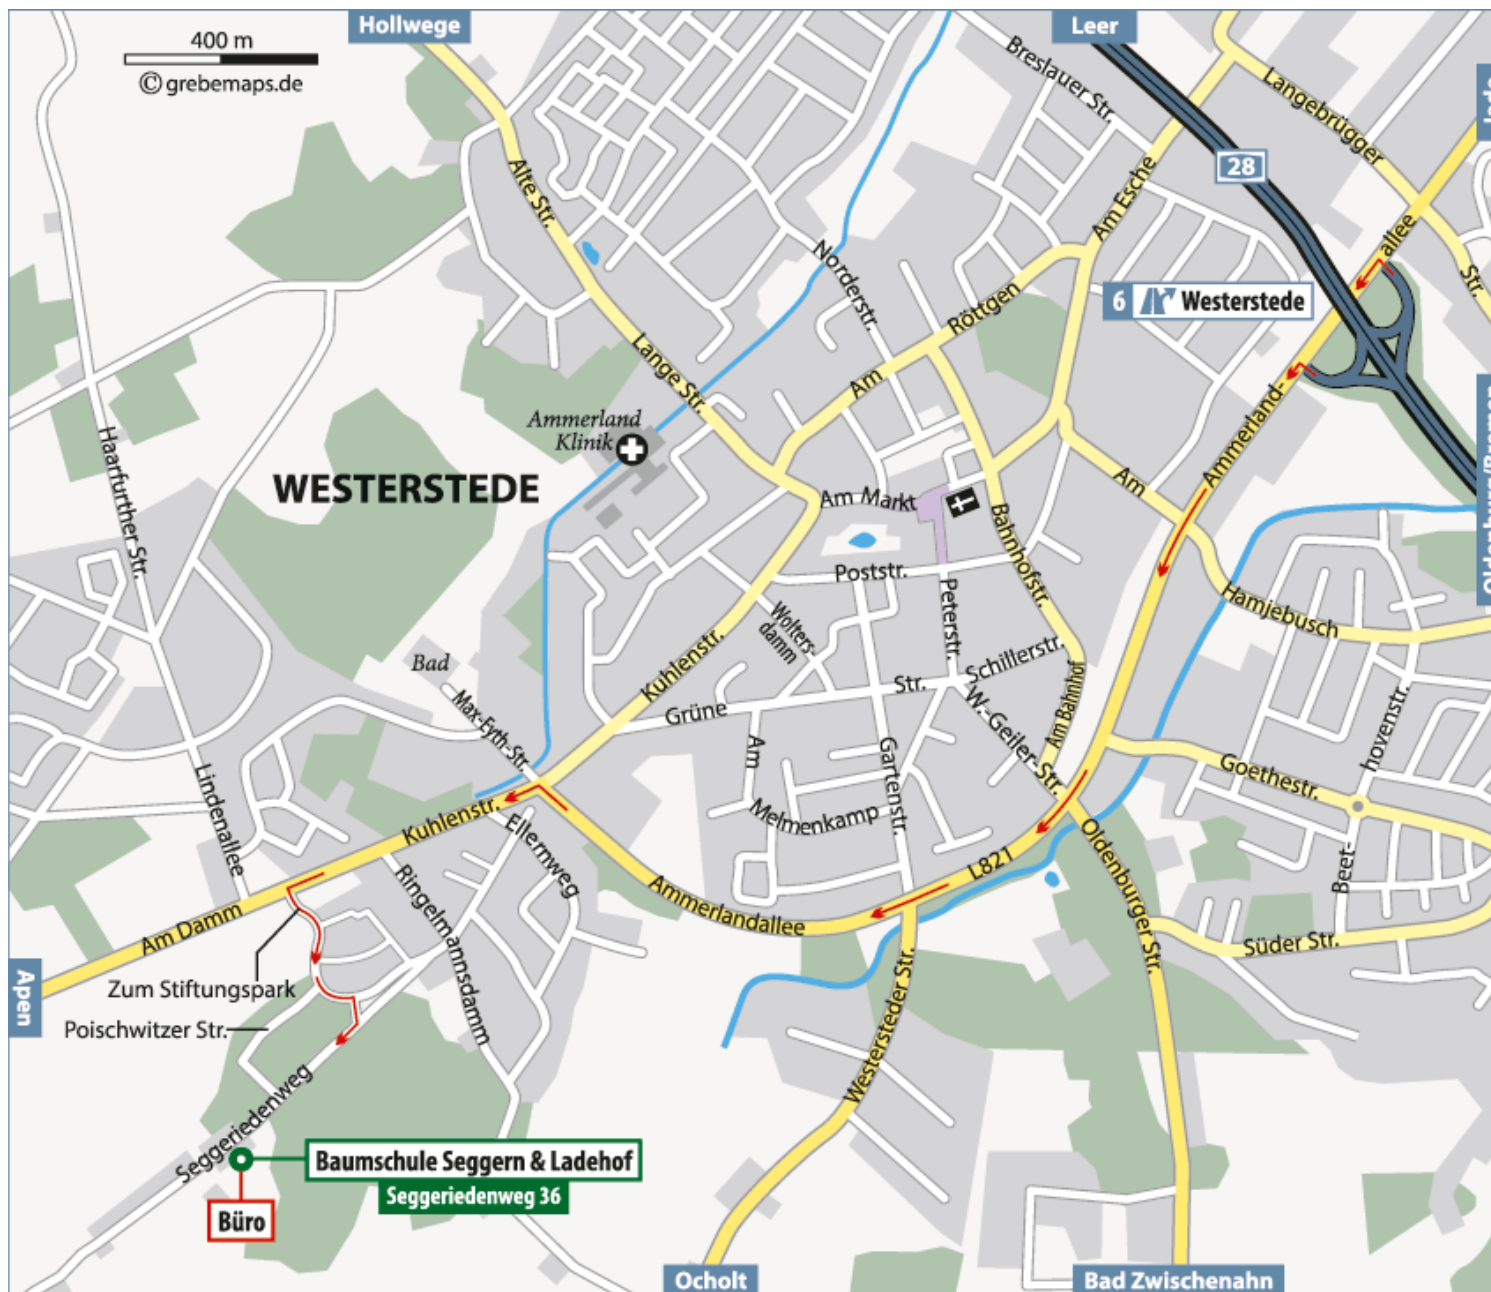 Hollwege
Leer
400 m
© grebemaps.de
Breslauer Str.
Langebrügger
Str.
28
Alte Str.
Am Esche
allee
Norderstr.
6 Westerstede
Röttgen
Am
Lange Str.
Ammerland-
Ammerland
Klinik
WESTERSTEDE
Haarfurther Str.
Am Markt
Am
Hamjebusch
Bahnhofstr.
Poststr.
Peterstr.
Wolters-
damm
Schillerstr.
Bad
Kuhlenstr.
Max-Eyth-Str.
Grüne
Str.
W.-Geiler-Str.
Am Bahnhof
hovenstr.
Beet-
Lindenallee
Am
Melmenkamp
Gartenstr.
Goethestr.
Kuhlenstr.
Ellernweg
L821
Oldenburger Str.
Ringelmannsdamm
Ammerlandallee
Am Damm
Süder Str.
Apen
Zum Stiftungspark
Poischwitzer Str.
Westersteder Str.
Seggeriedenweg
Baumschule Seggern & Ladehof
Seggeriedenweg 36
Büro
Ocholt
Bad Zwischenahn